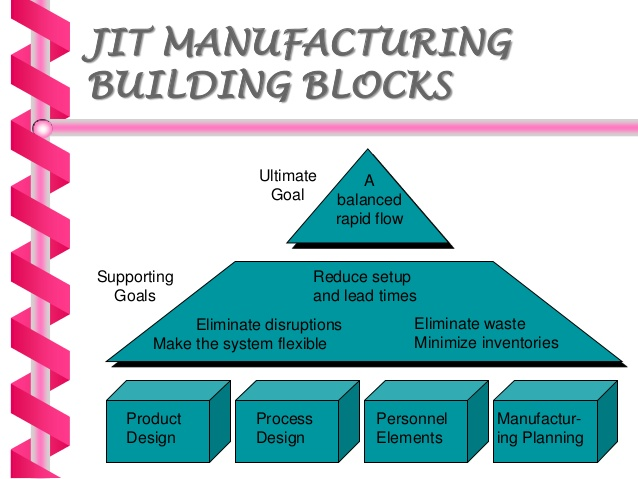 JIT MANUFACTURING
BUILDING BLOCKS
Ultimate
Goal
A
balanced
rapid flow
Supporting
Goals
Reduce setup
and lead times
Eliminate disruptions
Make the system flexible
Eliminate waste
Minimize inventories
Product
Design
Process
Design
Personnel
Elements
Manufactur-
ing Planning